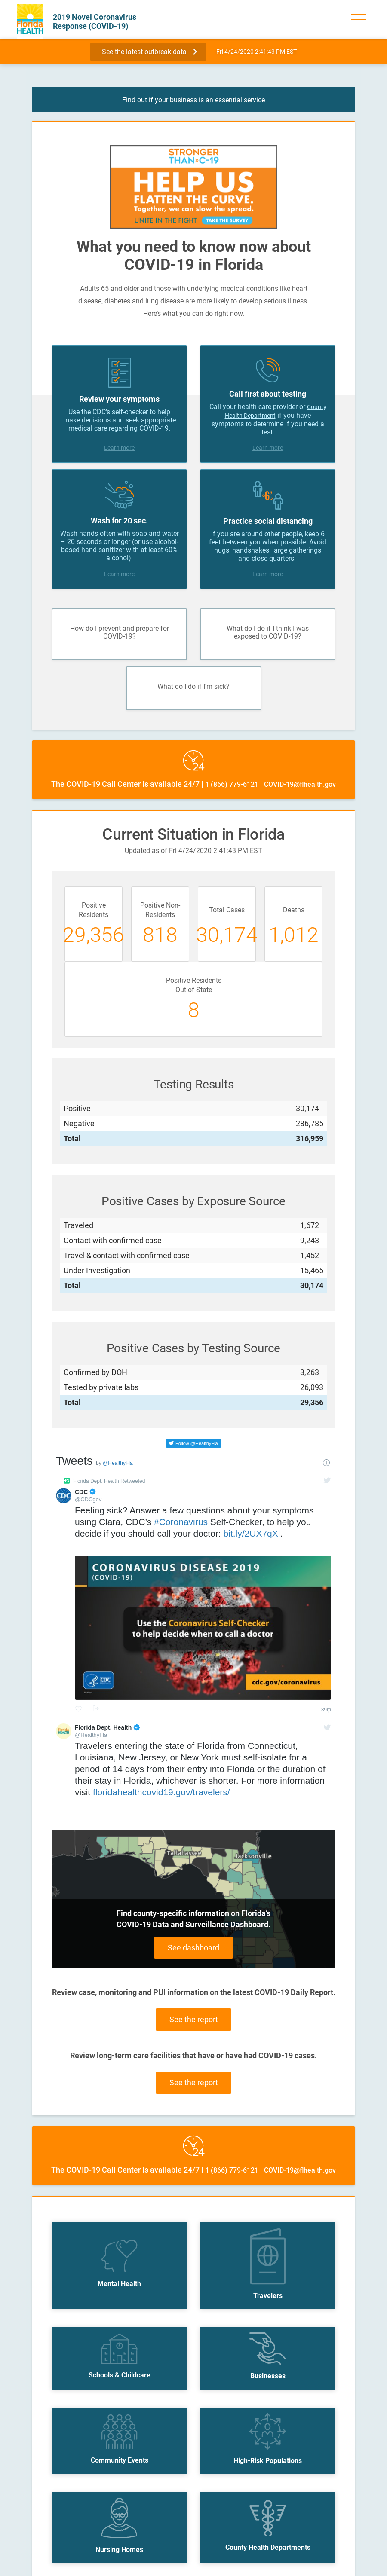 Florida
HEALTH
2019 Novel Coronavirus
Response (COVID-19)
See the latest outbreak data
Fri 4/24/2020 2:41:43 PM EST
Find out if your business is an essential service
STRONGER
THAN C-19
HELP US
FLATTEN THE CURVE.
Together, we can slow the spread.
UNITE IN THE FIGHT
TAKE THE SURVEY
What you need to know now about
COVID-19 in Florida
Adults 65 and older and those with underlying medical conditions like heart
disease, diabetes and lung disease are more likely to develop serious illness.
Here's what you can do right now.
Review your symptoms
Use the CDC's self-checker to help
make decisions and seek appropriate
medical care regarding COVID-19.
Learn more
Call first about testing
Call your health care provider or County
Health Department if you have
symptoms to determine if you need a
test.
Learn more
Wash for 20 sec.
Wash hands often with soap and water
– 20 seconds or longer (or use alcohol-
based hand sanitizer with at least 60%
alcohol).
Learn more
6'
Practice social distancing
If you are around other people, keep 6
feet between you when possible. Avoid
hugs, handshakes, large gatherings
and close quarters.
Learn more
How do I prevent and prepare for
COVID-19?
What do I do if I think I was
exposed to COVID-19?
What do I do if I'm sick?
24
The COVID-19 Call Center is available 24/7 | 1 (866) 779-6121 | COVID-19@flhealth.gov
Current Situation in Florida
Updated as of Fri 4/24/2020 2:41:43 PM EST
Positive
Residents
29,356
Positive Non-
Residents
818
Total Cases
30,174
Deaths
1,012
Positive Residents
Out of State
8
Testing Results
Positive 30,174
Negative 286,785
Total 316,959
Positive Cases by Exposure Source
Traveled 1,672
Contact with confirmed case 9,243
Travel & contact with confirmed case 1,452
Under Investigation 15,465
Total 30,174
Positive Cases by Testing Source
Confirmed by DOH 3,263
Tested by private labs 26,093
Total 29,356
Follow @HealthyFla
Tweets by @HealthyFla
Florida Dept. Health Retweeted
CDC
CDC
@CDCgov
Feeling sick? Answer a few questions about your symptoms
using Clara, CDC's #Coronavirus Self-Checker, to help you
decide if you should call your doctor: bit.ly/2UX7qXl.
CORONAVIRUS DISEASE 2019
(COVID-19)
Use the Coronavirus Self-Checker
to help decide when to call a doctor
CDC
cdc.gov/coronavirus
Florida Dept. Health
@HealthyFla
Travelers entering the state of Florida from Connecticut,
Louisiana, New Jersey, or New York must self-isolate for a
period of 14 days from their entry into Florida or the duration of
their stay in Florida, whichever is shorter. For more information
visit floridahealthcovid19.gov/travelers/
Tallahassee
Jacksonville
Find county-specific information on Florida's
COVID-19 Data and Surveillance Dashboard.
See dashboard
Review case, monitoring and PUI information on the latest COVID-19 Daily Report.
See the report
Review long-term care facilities that have or have had COVID-19 cases.
See the report
24
The COVID-19 Call Center is available 24/7 | 1 (866) 779-6121 | COVID-19@flhealth.gov
Mental Health
Travelers
Schools & Childcare
Businesses
Community Events
High-Risk Populations
Nursing Homes
County Health Departments